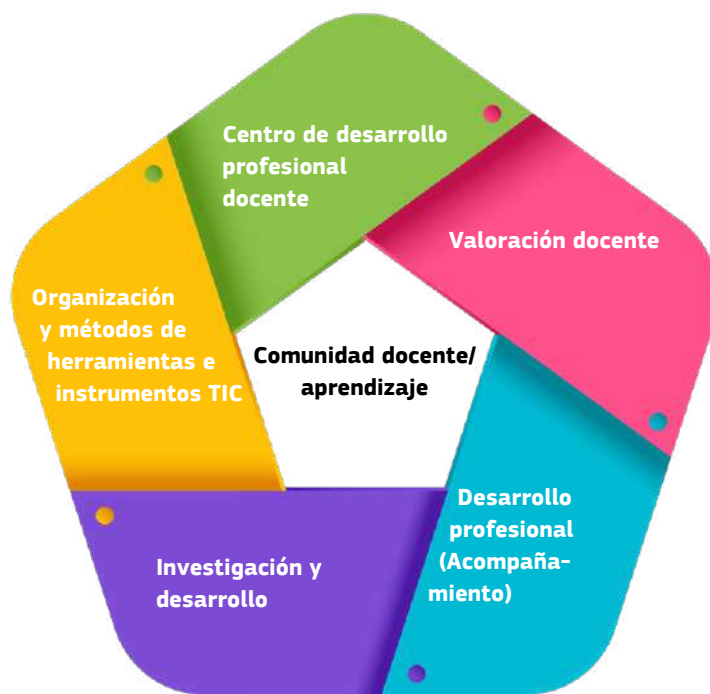 Centro de desarrollo
profesional
docente
Valoración docente
Organización
y métodos de
herramientas e
instrumentos TIC
Comunidad docente/
aprendizaje
Desarrollo
profesional
(Acompaña-
miento)
Investigación y
desarrollo